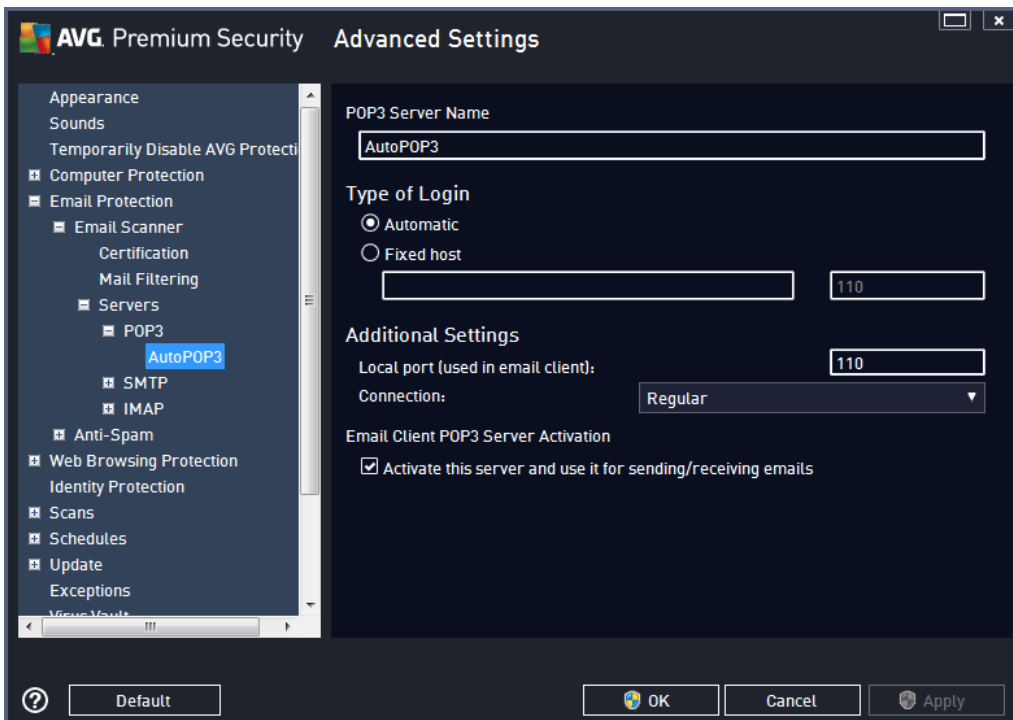 AVG. Premium Security Advanced Settings
Appearance
Sounds
Temporarily Disable AVG Protecti
Computer Protection
Email Protection
Email Scanner
Certification
Mail Filtering
Servers
POP3
AutoPOP3
SMTP
IMAP
Anti-Spam
Web Browsing Protection
Identity Protection
Scans
Schedules
Update
Exceptions
Virus Vault
POP3 Server Name
AutoPOP3
Type of Login
Automatic
Fixed host
110
Additional Settings
Local port (used in email client):
110
Connection:
Regular
Email Client POP3 Server Activation
Activate this server and use it for sending/receiving emails
Default
OK
Cancel
Apply